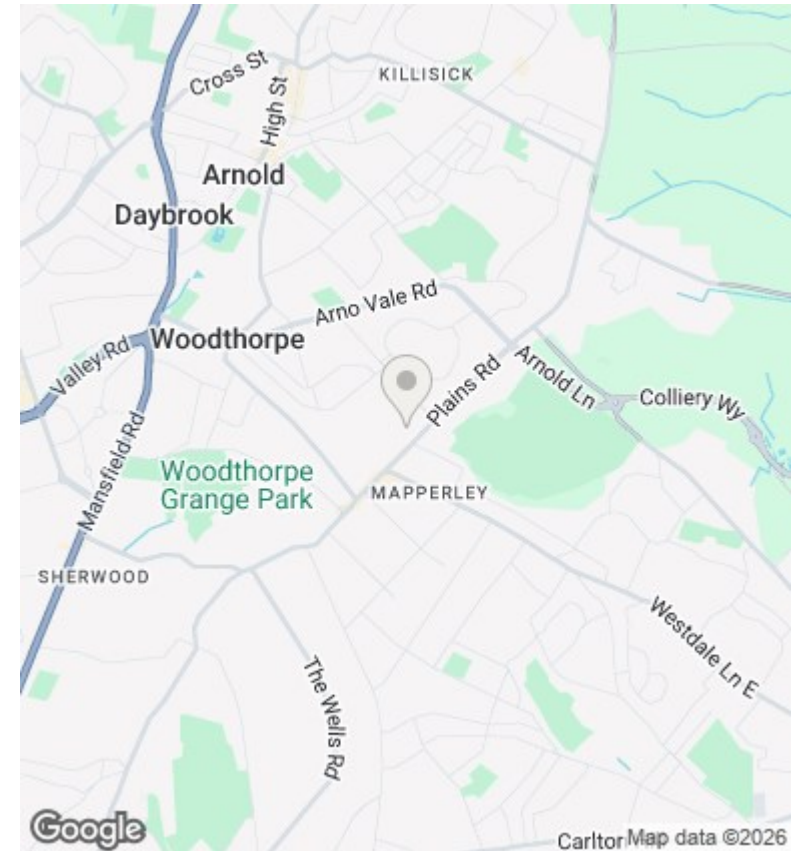 Cross St
KILLISICK
High St
Arnold
Daybrook
Arno Vale Rd
Woodthorpe
Valley Rd
Plains Rd
Arnold Ln
Colliery Wy
Mansfield Rd
Woodthorpe
Grange Park
MAPPERLEY
SHERWOOD
Westdale Ln E
The Wells Rd
Google
Carlton
Map data ©2026